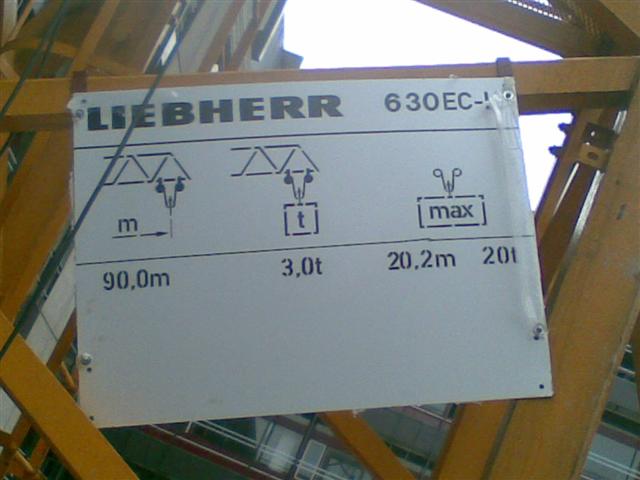 LIEBHERR 630EC-
m t max
90,0m 3,0t 20,2m 20t